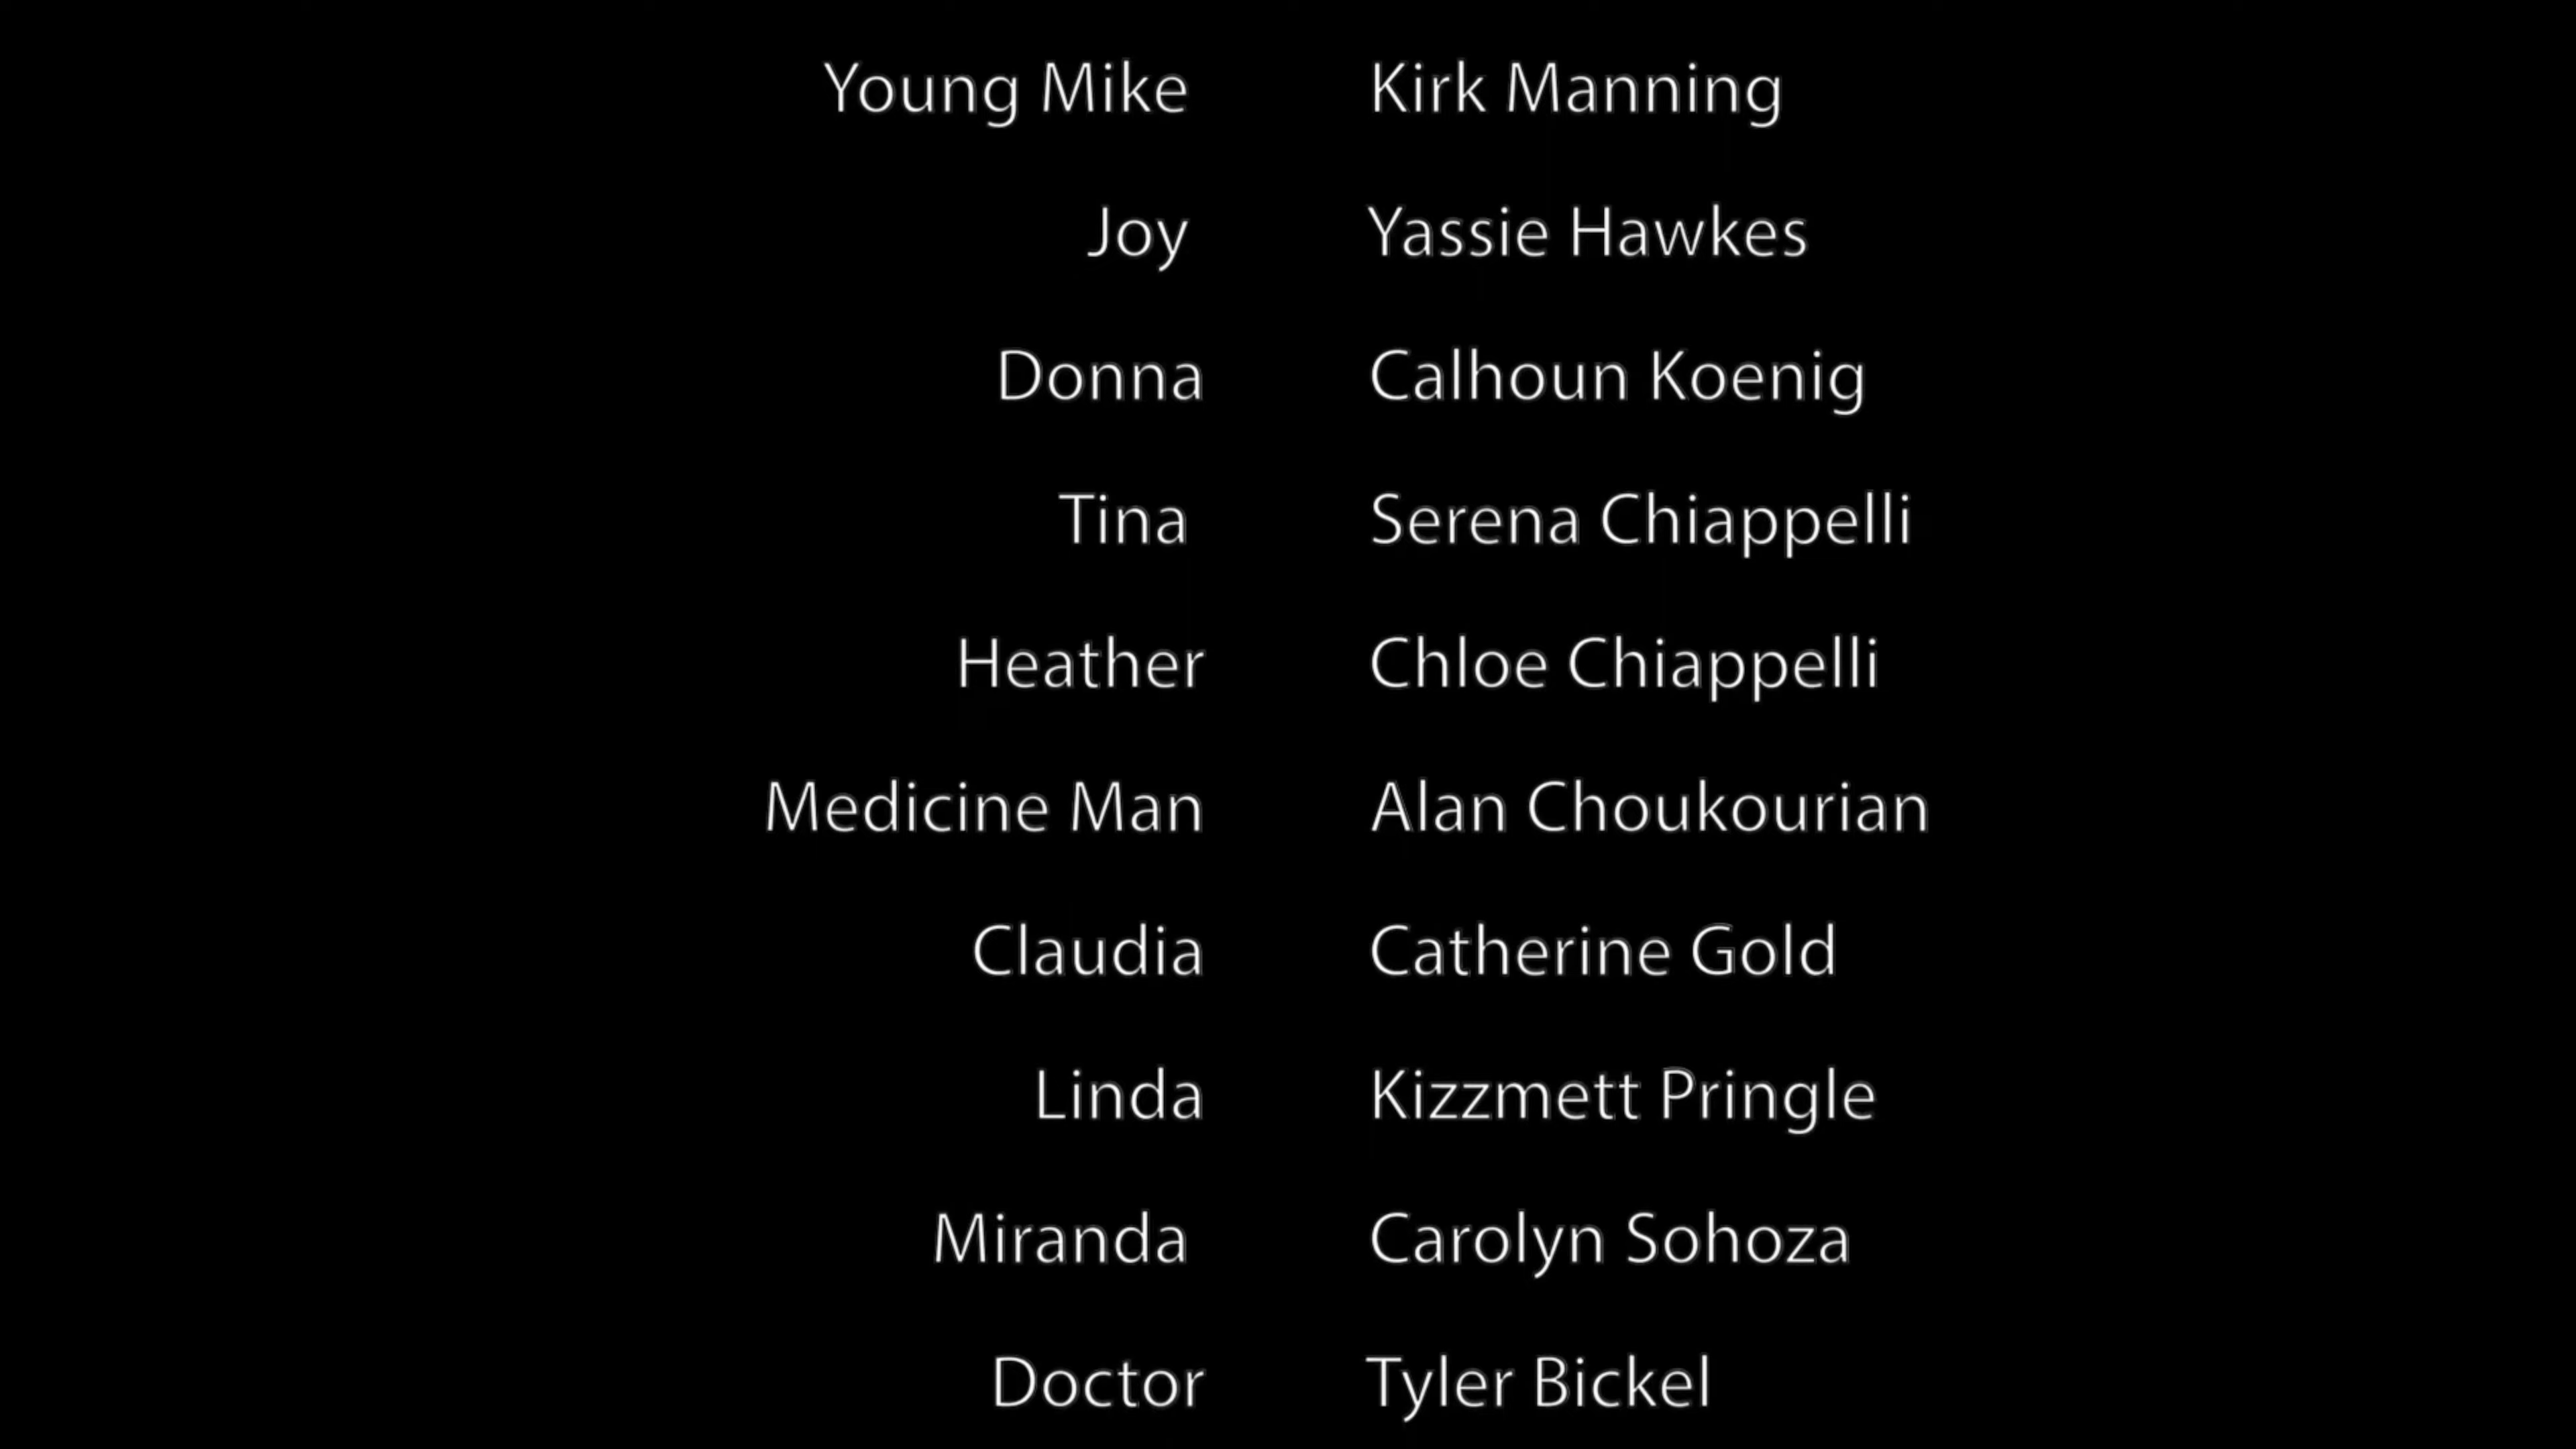 Young Mike Kirk Manning
Joy Yassie Hawkes
Donna Calhoun Koenig
Tina Serena Chiappelli
Heather Chloe Chiappelli
Medicine Man Alan Choukourian
Claudia Catherine Gold
Linda Kizzmett Pringle
Miranda Carolyn Sohoza
Doctor Tyler Bickel